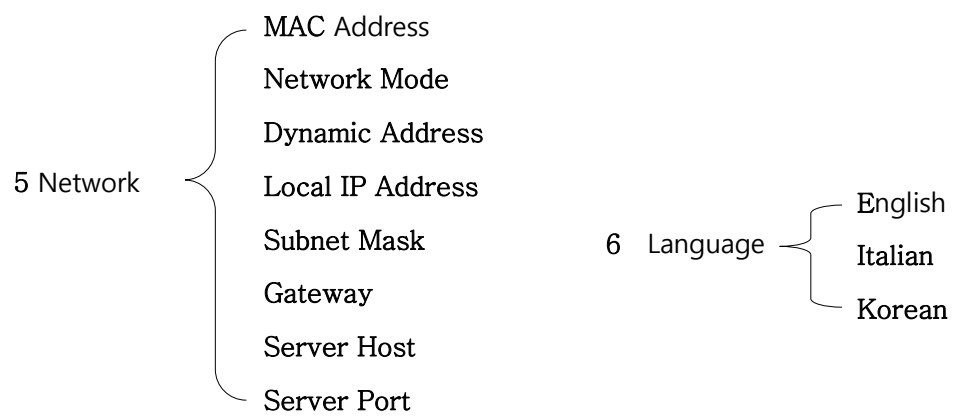 5 Network
MAC Address
Network Mode
Dynamic Address
Local IP Address
Subnet Mask
Gateway
Server Host
Server Port
6 Language
English
Italian
Korean